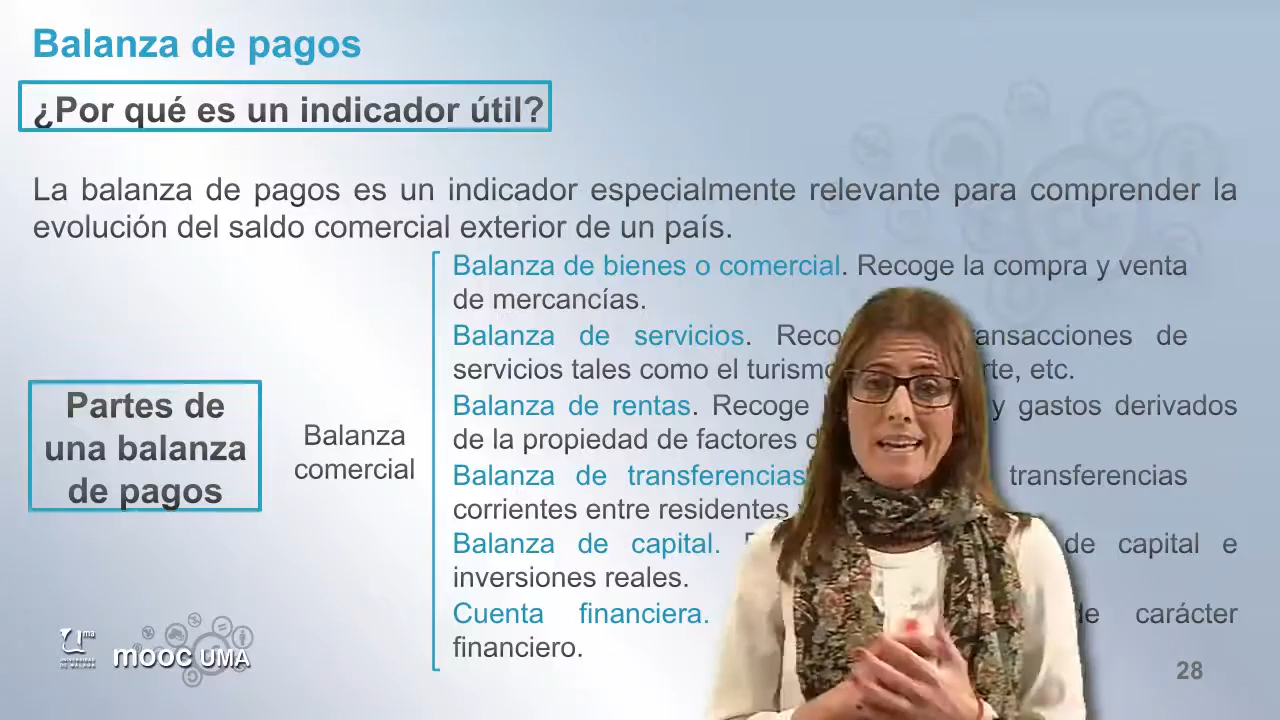 Balanza de pagos
¿Por qué es un indicador útil?
La balanza de pagos es un indicador especialmente relevante para comprender la
evolución del saldo comercial exterior de un país.
Partes de
una balanza
de pagos
Balanza
comercial
Balanza de bienes o comercial. Recoge la compra y venta
de mercancías.
Balanza de servicios. de
servicios tales como el etc.
Balanza de rentas. Recoge y gastos derivados
de la propiedad de factores
Balanza de transferencias transferencias
corrientes entre residentes
Balanza de capital. de capital e
inversiones reales.
Cuenta financiera. de carácter
financiero.
uma
UNIVERSIDAD
DE MÁLAGA
mooc UMA
28